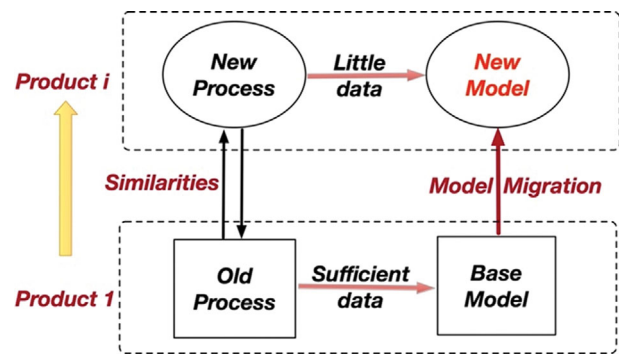 Product i
New
Process
Little
data
New
Model
Similarities
Model Migration
Product 1
Old
Process
Sufficient
data
Base
Model